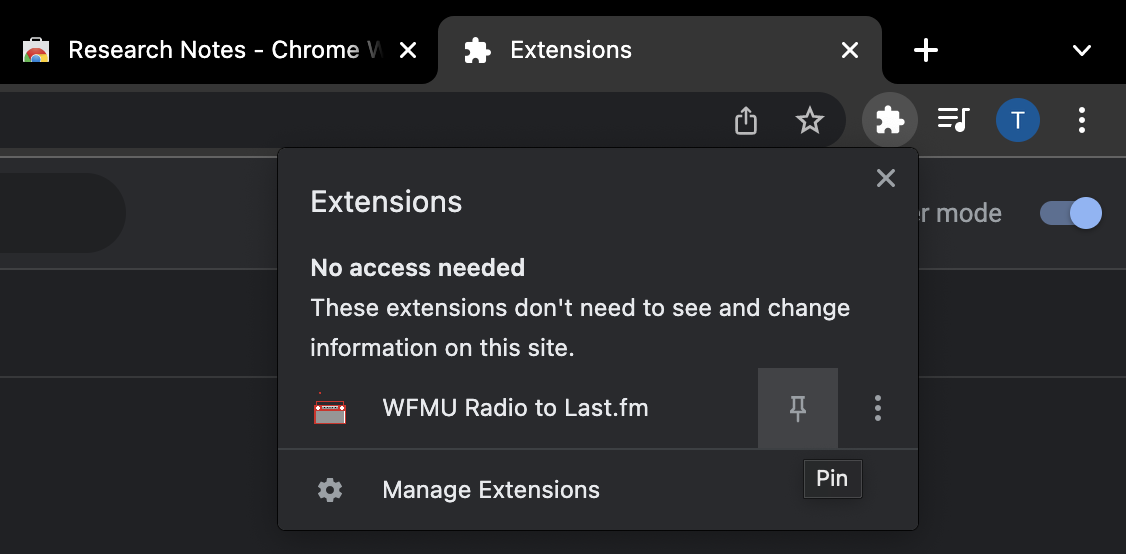 Research Notes - Chrome W
Extensions
T
er mode
Extensions
No access needed
These extensions don't need to see and change
information on this site.
WFMU Radio to Last.fm
Manage Extensions
Pin